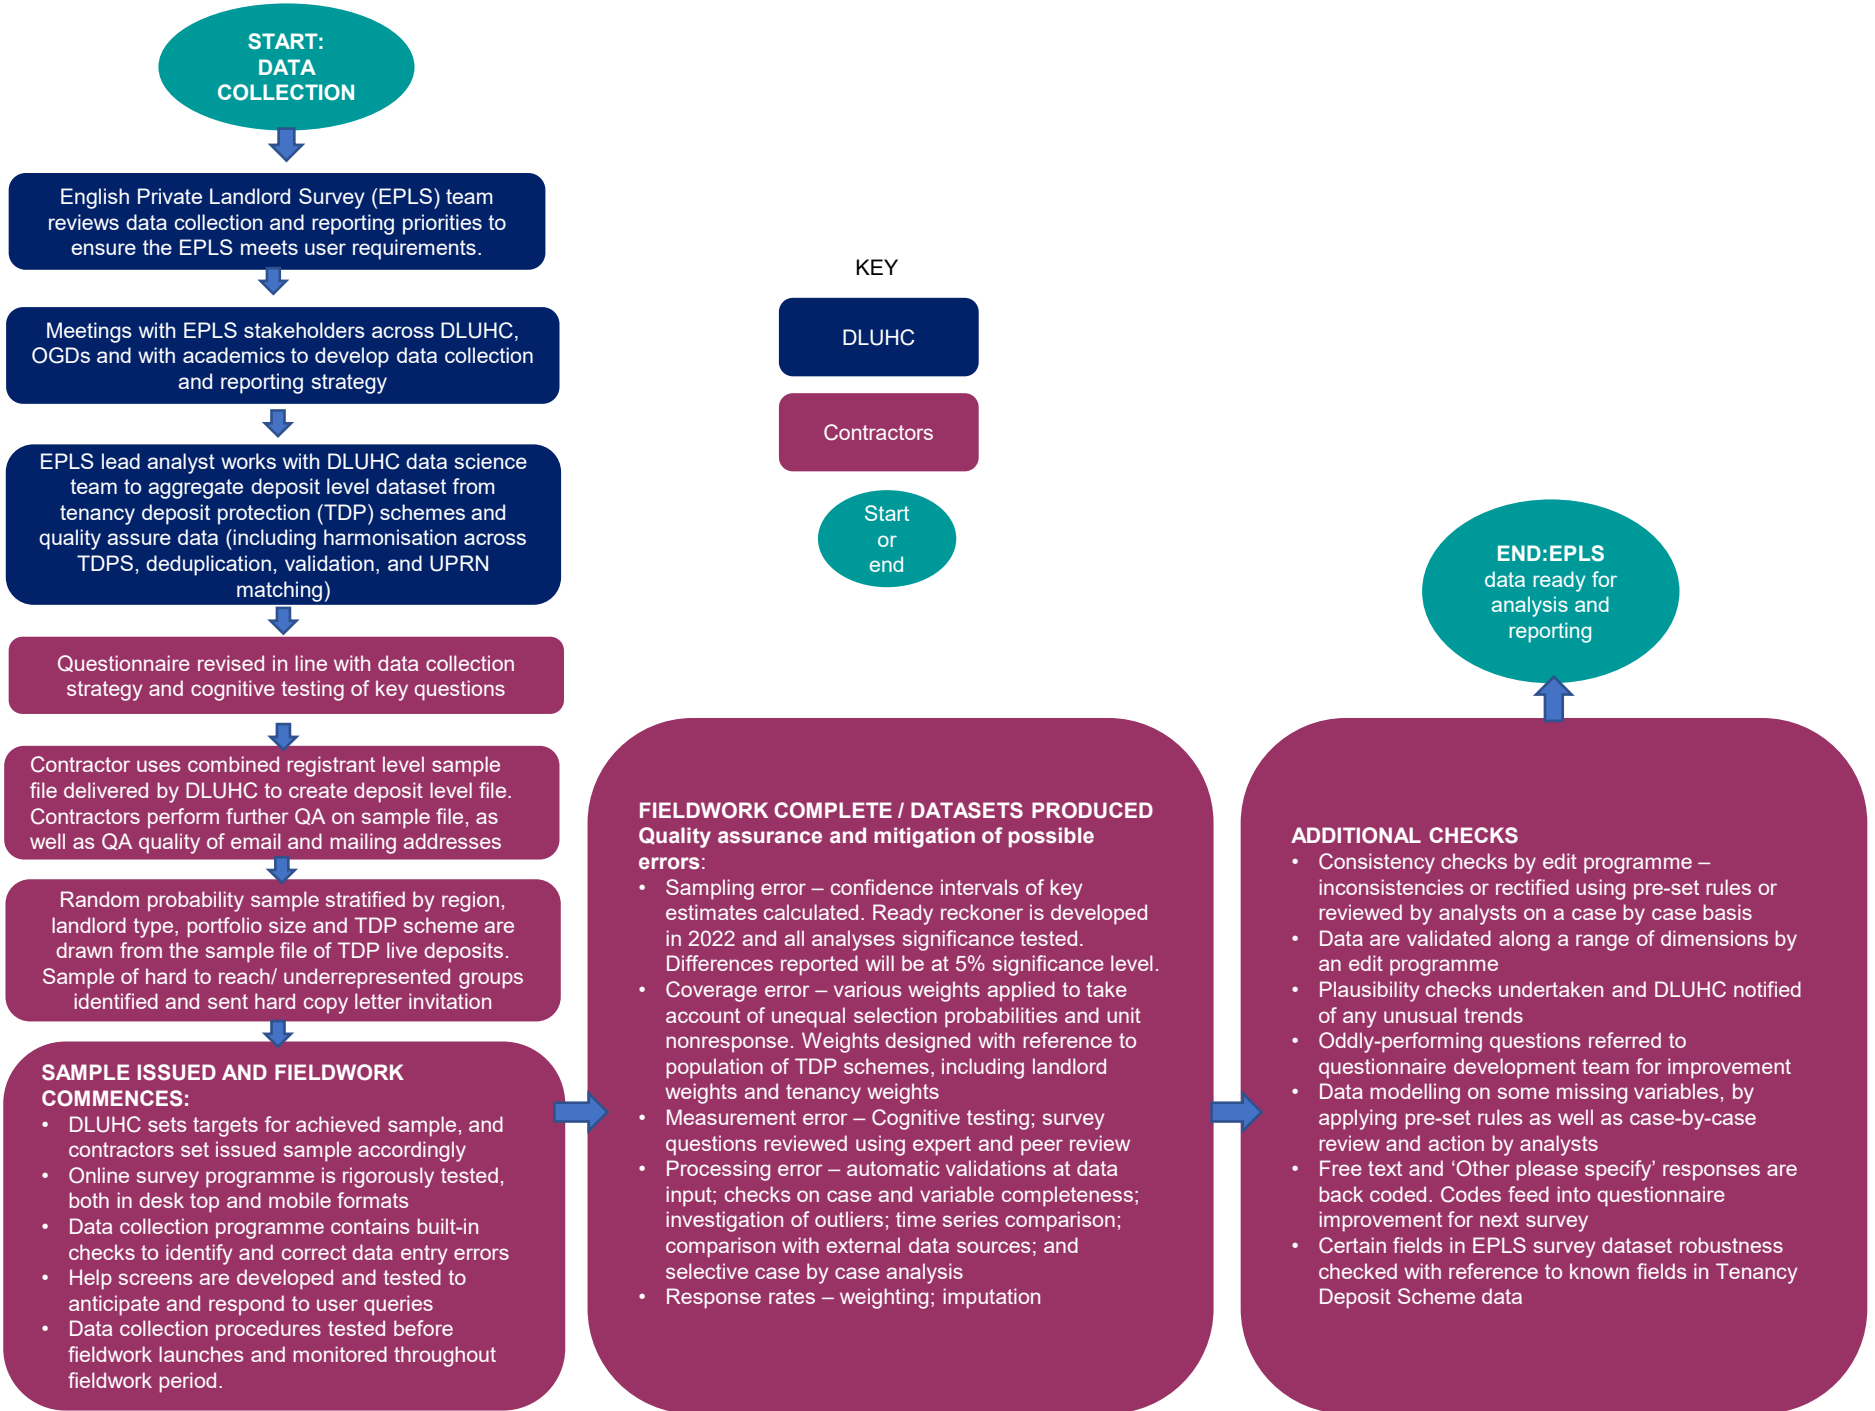 START:
DATA
COLLECTION
English Private Landlord Survey (EPLS) team
reviews data collection and reporting priorities to
ensure the EPLS meets user requirements.
Meetings with EPLS stakeholders across DLUHC,
OGDs and with academics to develop data collection
and reporting strategy
EPLS lead analyst works with DLUHC data science
team to aggregate deposit level dataset from
tenancy deposit protection (TDP) schemes and
quality assure data (including harmonisation across
TDPS, deduplication, validation, and UPRN
matching)
Questionnaire revised in line with data collection
strategy and cognitive testing of key questions
Contractor uses combined registrant level sample
file delivered by DLUHC to create deposit level file.
Contractors perform further QA on sample file, as
well as QA quality of email and mailing addresses
Random probability sample stratified by region,
landlord type, portfolio size and TDP scheme are
drawn from the sample file of TDP live deposits.
Sample of hard to reach/ underrepresented groups
identified and sent hard copy letter invitation
SAMPLE ISSUED AND FIELDWORK
COMMENCES:
• DLUHC sets targets for achieved sample, and
contractors set issued sample accordingly
• Online survey programme is rigorously tested,
both in desk top and mobile formats
• Data collection programme contains built-in
checks to identify and correct data entry errors
• Help screens are developed and tested to
anticipate and respond to user queries
• Data collection procedures tested before
fieldwork launches and monitored throughout
fieldwork period.
KEY
DLUHC
Contractors
Start
or
end
FIELDWORK COMPLETE / DATASETS PRODUCED
Quality assurance and mitigation of possible
errors:
• Sampling error – confidence intervals of key
estimates calculated. Ready reckoner is developed
in 2022 and all analyses significance tested.
Differences reported will be at 5% significance level.
• Coverage error – various weights applied to take
account of unequal selection probabilities and unit
nonresponse. Weights designed with reference to
population of TDP schemes, including landlord
weights and tenancy weights
• Measurement error – Cognitive testing; survey
questions reviewed using expert and peer review
• Processing error – automatic validations at data
input; checks on case and variable completeness;
investigation of outliers; time series comparison;
comparison with external data sources; and
selective case by case analysis
• Response rates – weighting; imputation
ADDITIONAL CHECKS
• Consistency checks by edit programme –
inconsistencies or rectified using pre-set rules or
reviewed by analysts on a case by case basis
• Data are validated along a range of dimensions by
an edit programme
• Plausibility checks undertaken and DLUHC notified
of any unusual trends
• Oddly-performing questions referred to
questionnaire development team for improvement
• Data modelling on some missing variables, by
applying pre-set rules as well as case-by-case
review and action by analysts
• Free text and ‘Other please specify’ responses are
back coded. Codes feed into questionnaire
improvement for next survey
• Certain fields in EPLS survey dataset robustness
checked with reference to known fields in Tenancy
Deposit Scheme data
END:EPLS
data ready for
analysis and
reporting